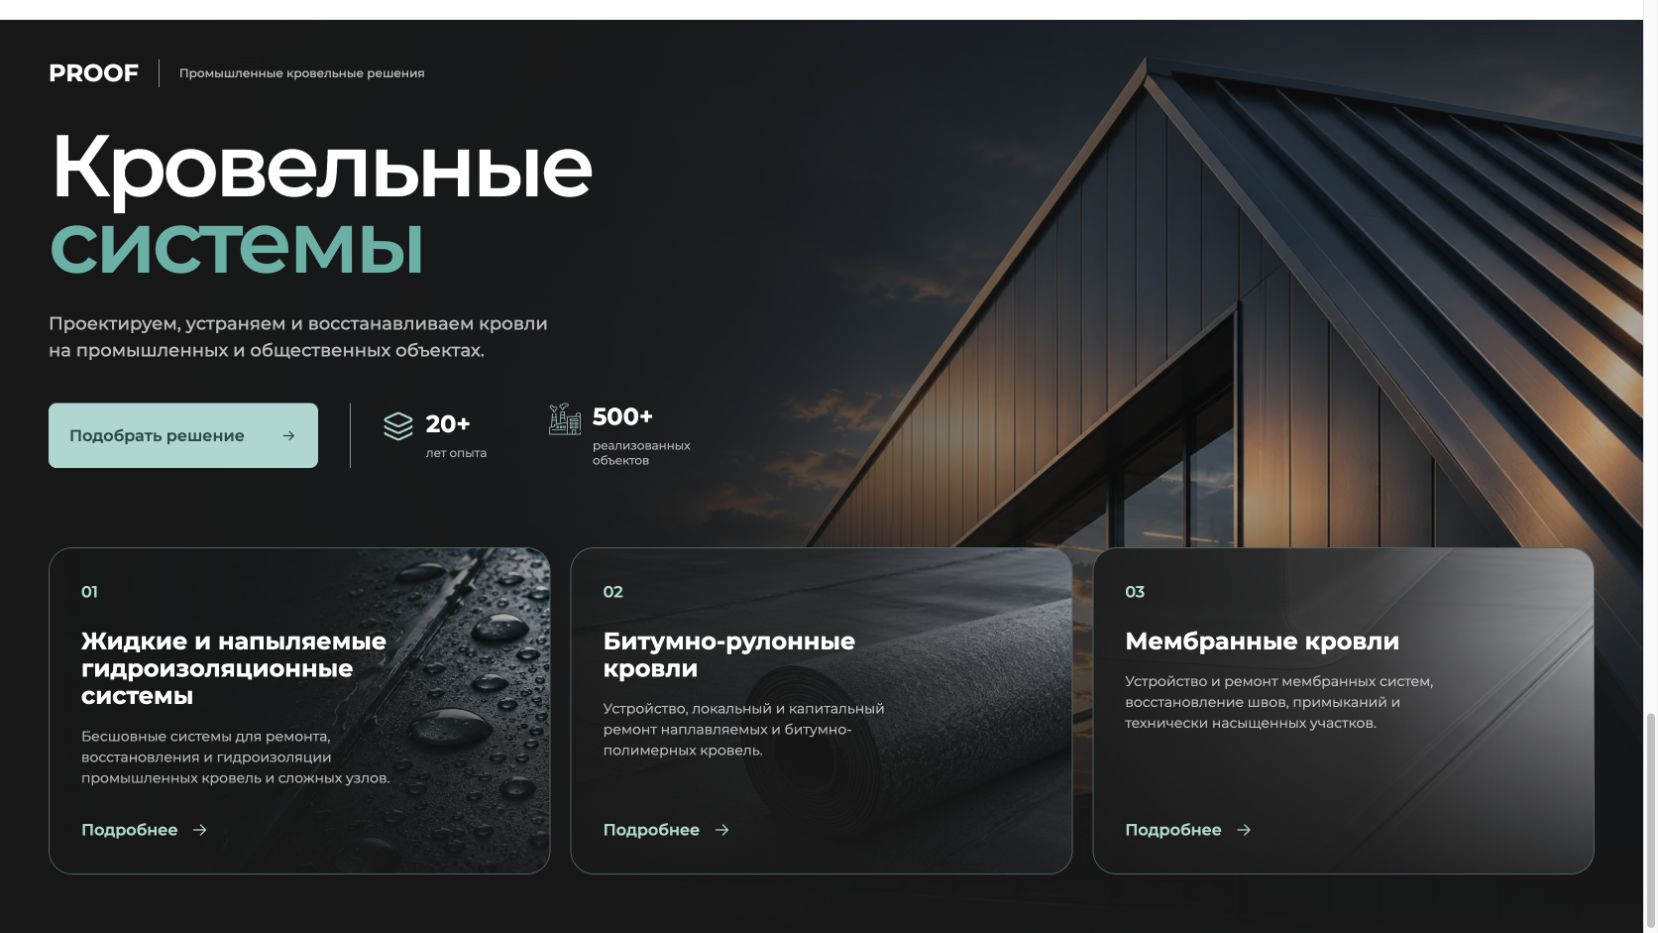 PROOF
Промышленные кровельные решения
Кровельные
системы
Проектируем, устраняем и восстанавливаем кровли
на промышленных и общественных объектах.
Подобрать решение →
20+
лет опыта
500+
реализованных
объектов
01
Жидкие и напыляемые
гидроизоляционные
системы
Бесшовные системы для ремонта,
восстановления и гидроизоляции
промышленных кровель и сложных узлов.
Подробнее →
02
Битумно-рулонные
кровли
Устройство, локальный и капитальный
ремонт наплавляемых и битумно-
полимерных кровель.
Подробнее →
03
Мембранные кровли
Устройство и ремонт мембранных систем,
восстановление швов, примыканий и
технически насыщенных участков.
Подробнее →